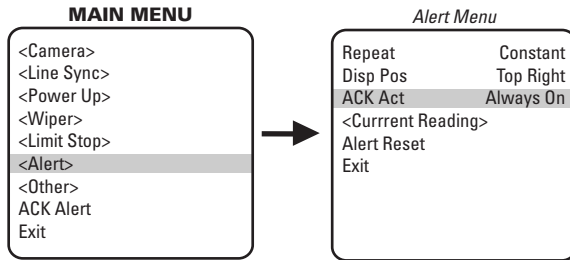 MAIN MENU
<Camera>
<Line Sync>
<Power Up>
<Wiper>
<Limit Stop>
<Alert>
<Other>
ACK Alert
Exit
Alert Menu
Repeat Constant
Disp Pos Top Right
ACK Act Always On
<Currrent Reading>
Alert Reset
Exit